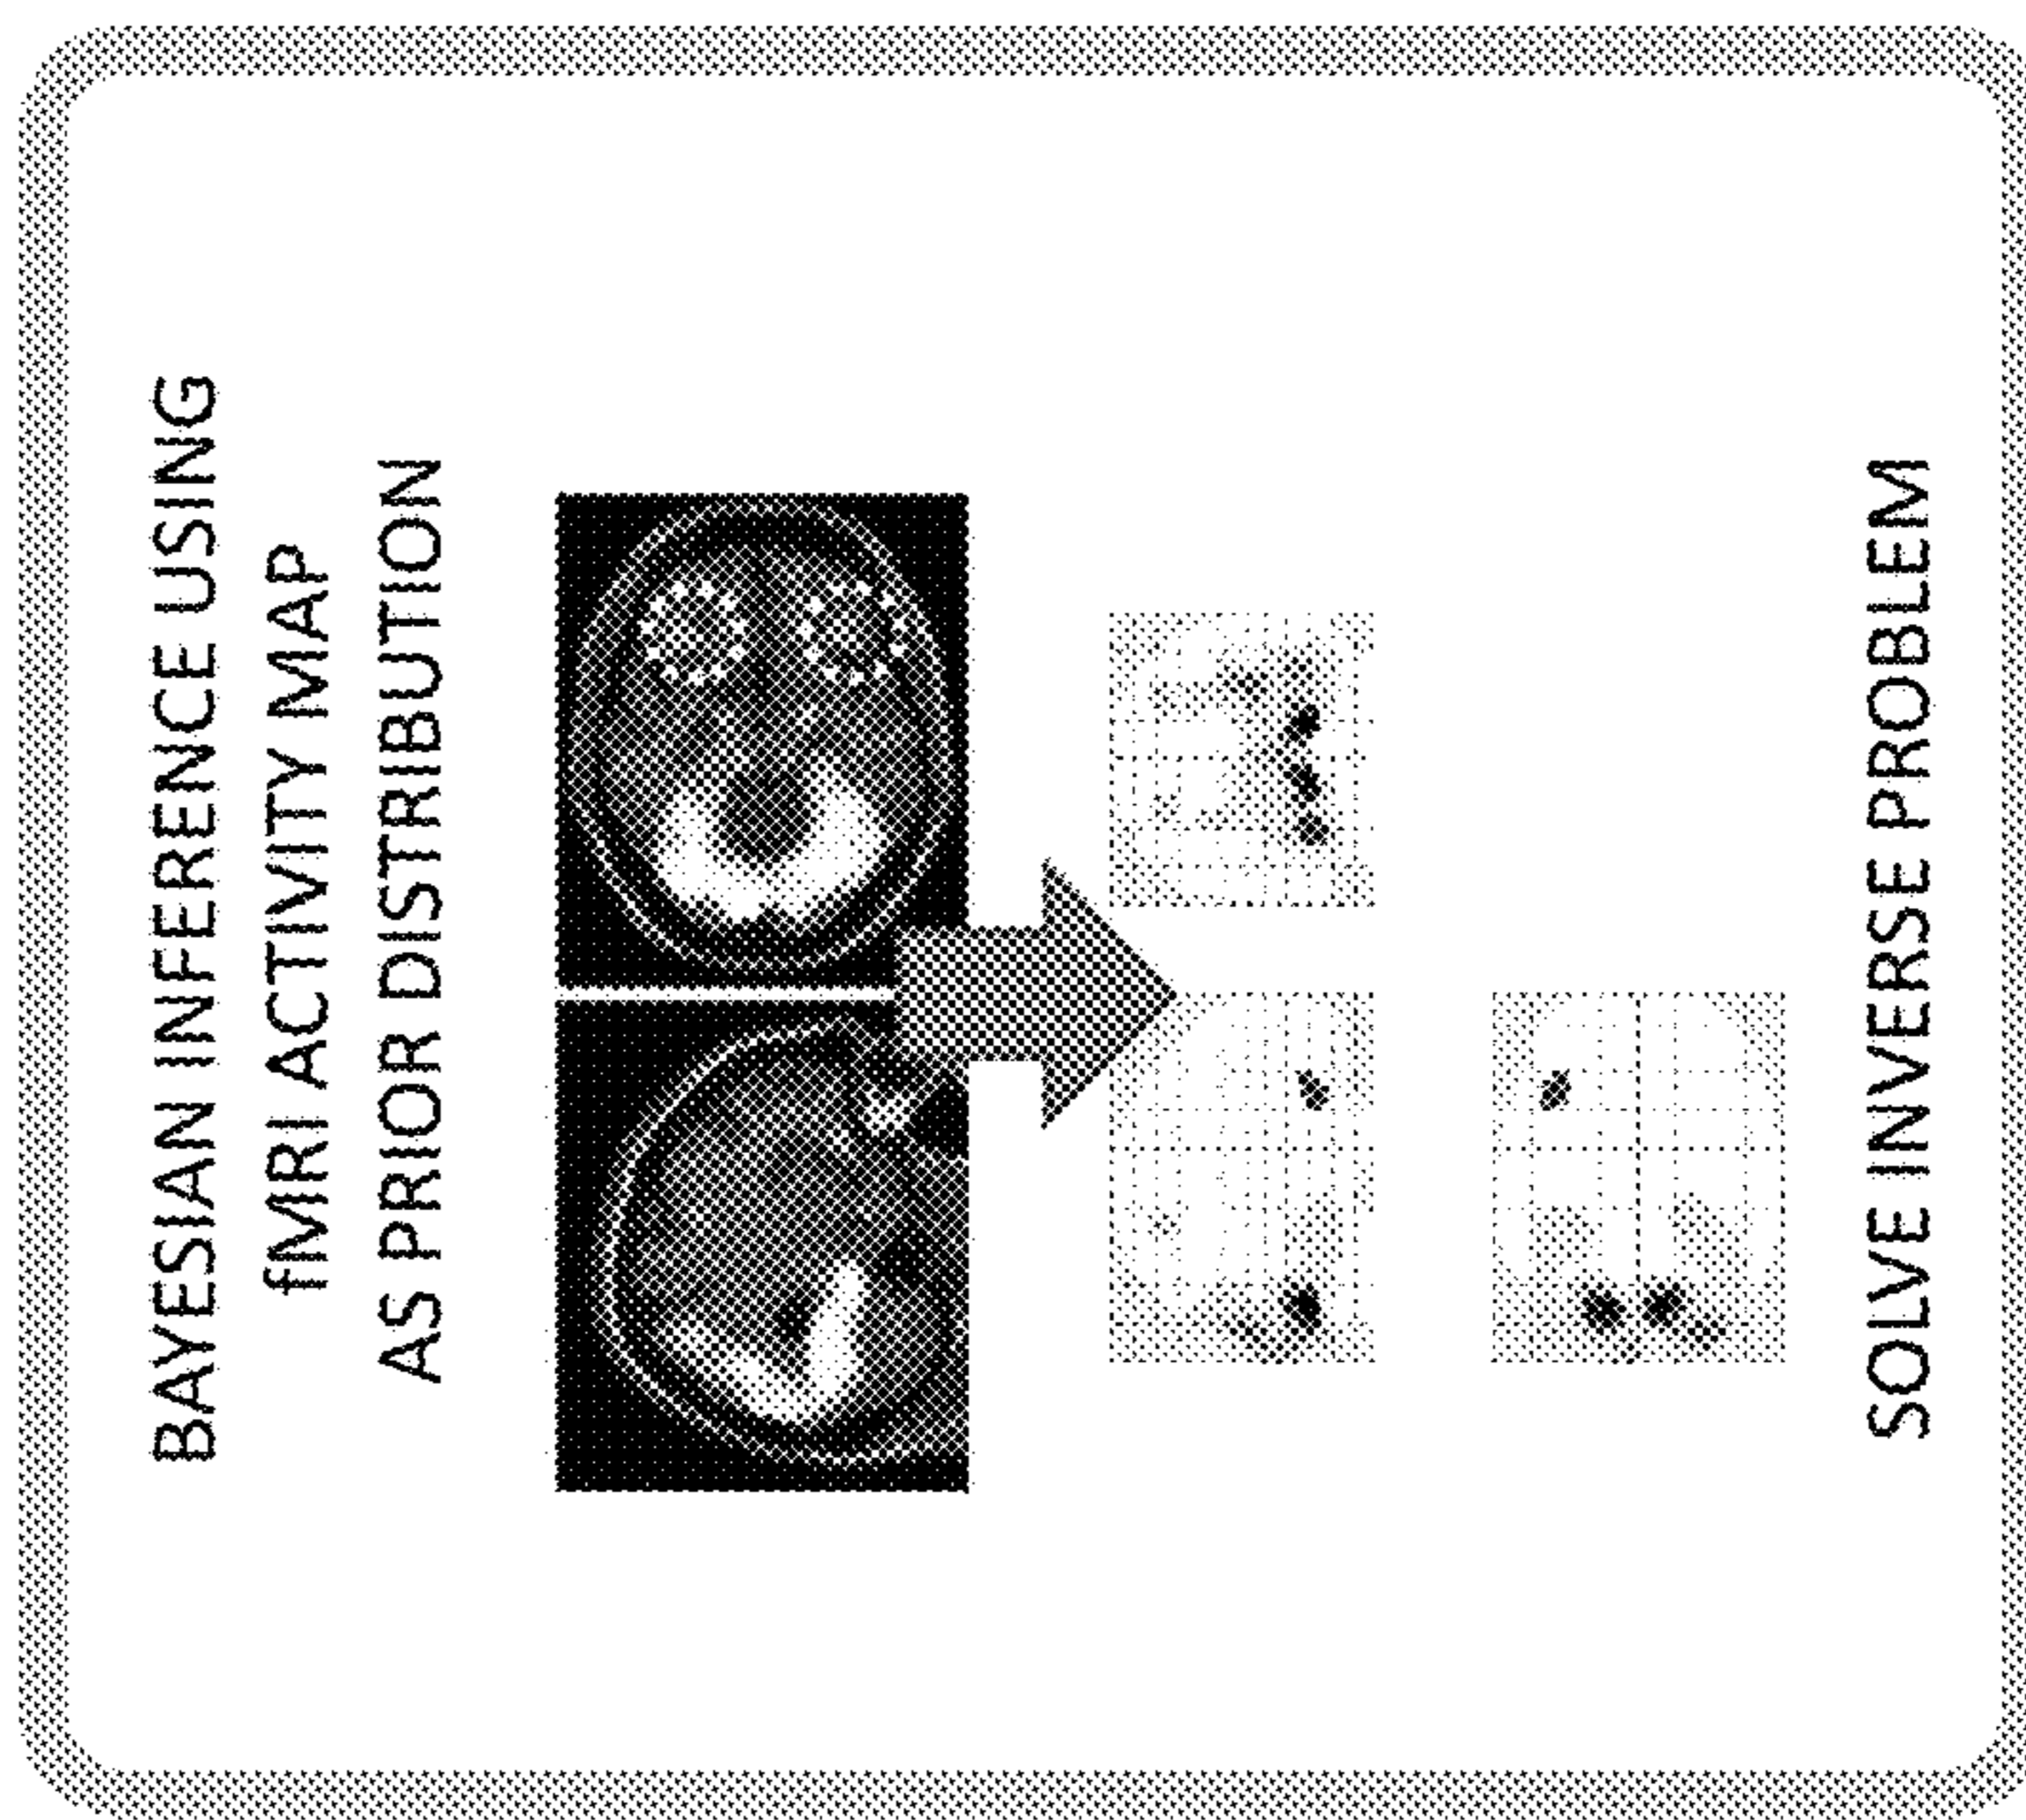 BAYESIAN INFERENCE USING
fMRI ACTIVITY MAP
AS PRIOR DISTRIBUTION
SOLVE INVERSE PROBLEM